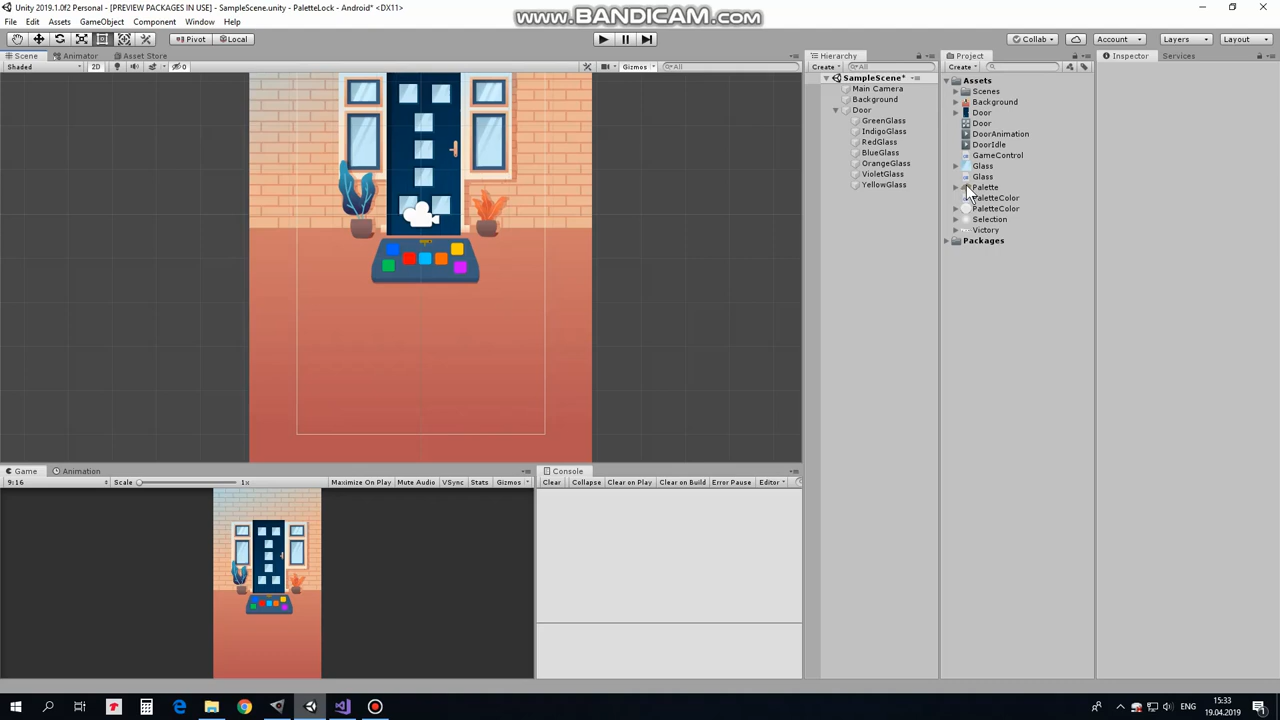 Unity 2019.1.0f2 Personal - [PREVIEW PACKAGES IN USE] - SampleScene.unity - PaletteLock - Android* <DX11>
www.BANDICAM.com
File Edit Assets GameObject Component Window Help
Pivot Local Collab Account Layers Layout
Scene Animator Asset Store
Shaded 2D 0 Gizmos All
Hierarchy
Create All
SampleScene*
Main Camera
Background
Door
GreenGlass
IndigoGlass
RedGlass
BlueGlass
OrangeGlass
VioletGlass
YellowGlass
Project
Create
Assets
Scenes
Background
Door
Door
DoorAnimation
DoorIdle
GameControl
Glass
Glass
Palette
PaletteColor
PaletteColor
Selection
Victory
Packages
Inspector Services
Game Animation
9:16 Scale 1x Maximize On Play Mute Audio VSync Stats Gizmos
Console
Clear Collapse Clear on Play Clear on Build Error Pause Editor
ENG
15:33
19.04.2019
1